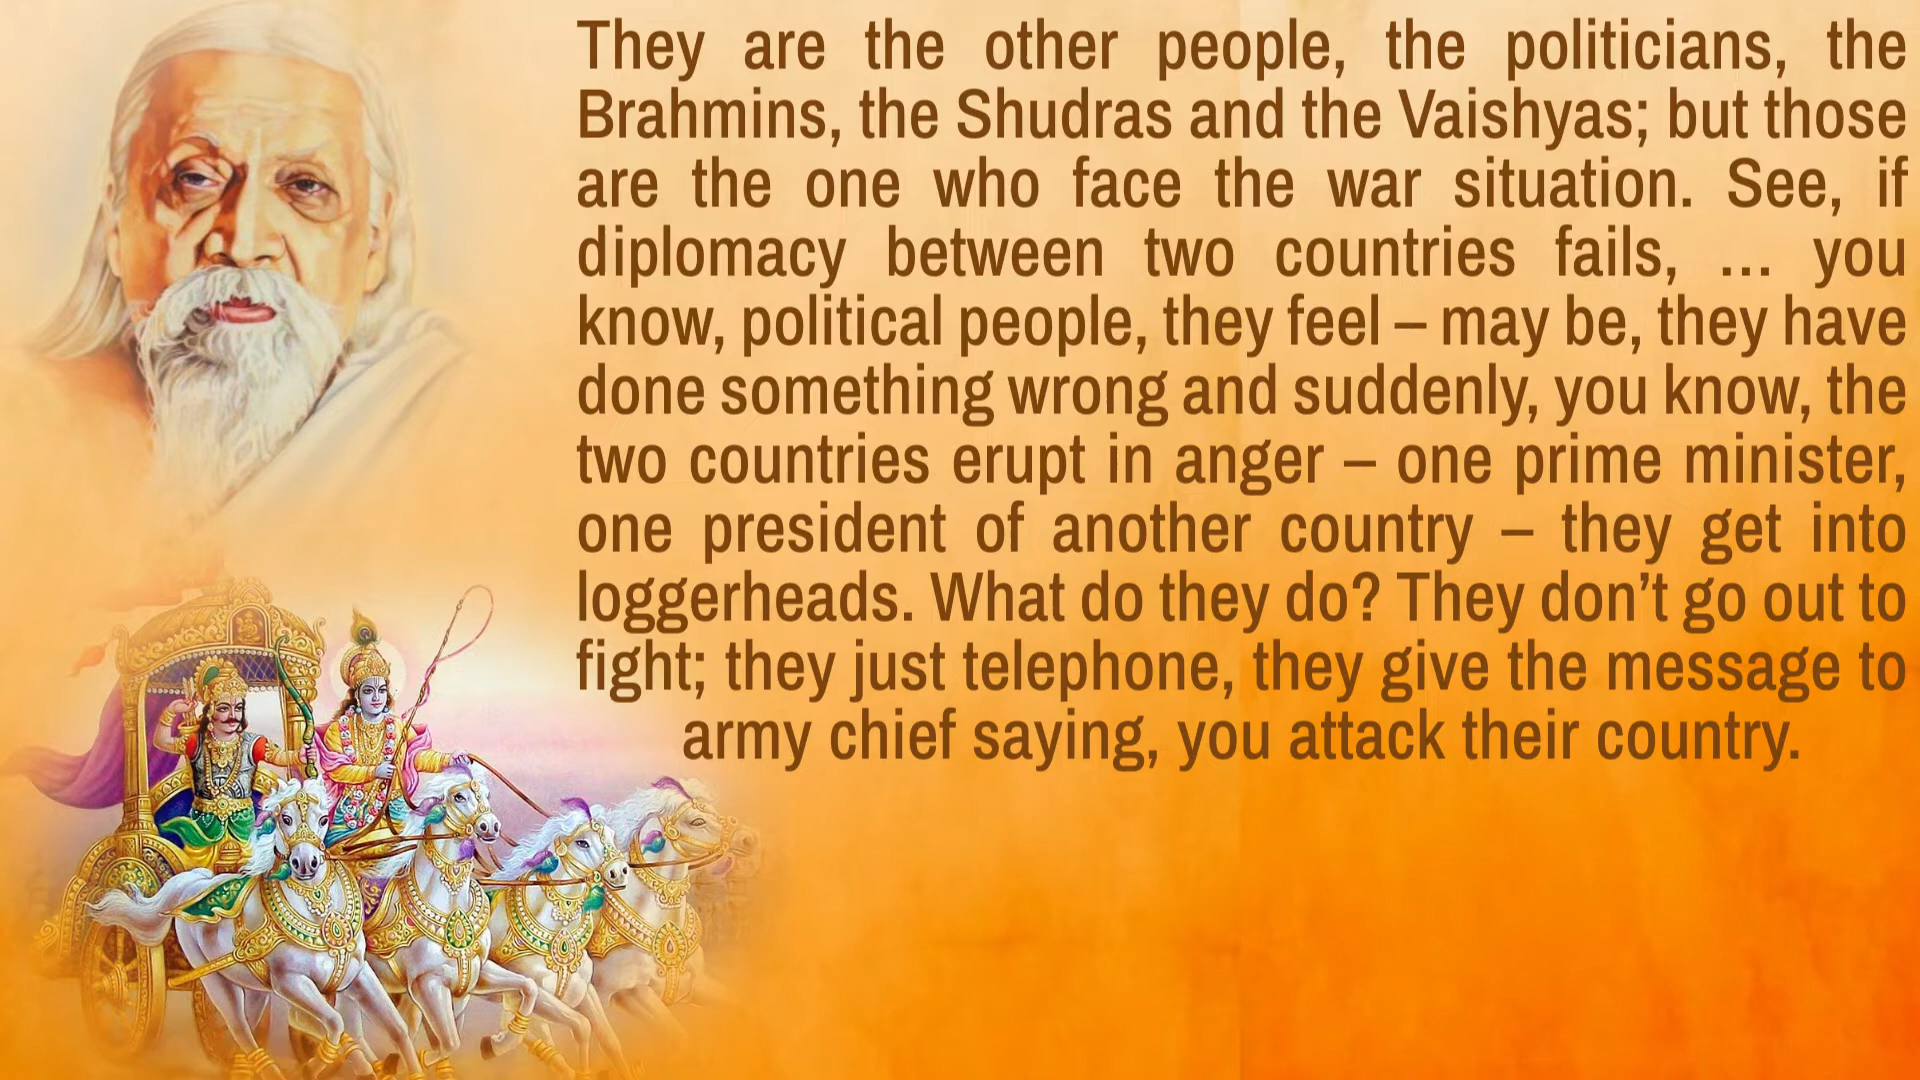 They are the other people, the politicians, the
Brahmins, the Shudras and the Vaishyas; but those
are the one who face the war situation. See, if
diplomacy between two countries fails, … you
know, political people, they feel – may be, they have
done something wrong and suddenly, you know, the
two countries erupt in anger – one prime minister,
one president of another country – they get into
loggerheads. What do they do? They don’t go out to
fight; they just telephone, they give the message to
army chief saying, you attack their country.